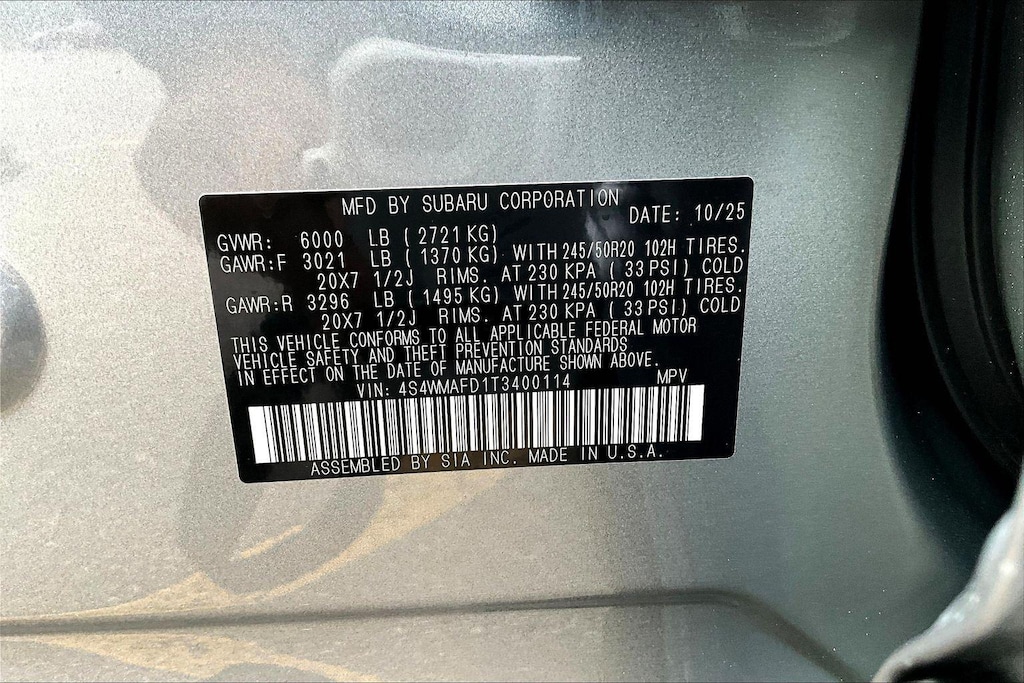 MFD BY SUBARU CORPORATION
DATE: 10/25
GVWR: 6000 LB (2721 KG)
GAWR:F 3021 LB (1370 KG) WITH 245/50R20 102H TIRES.
20X7 1/2J RIMS. AT 230 KPA (33 PSI) COLD
GAWR:R 3296 LB (1495 KG) WITH 245/50R20 102H TIRES.
20X7 1/2J RIMS. AT 230 KPA (33 PSI) COLD
THIS VEHICLE CONFORMS TO ALL APPLICABLE FEDERAL MOTOR
VEHICLE SAFETY AND THEFT PREVENTION STANDARDS
IN EFFECT ON THE DATE OF MANUFACTURE SHOWN ABOVE.
VIN: 4S4WMAFD1T3400114 MPV
ASSEMBLED BY SIA INC. MADE IN U.S.A.